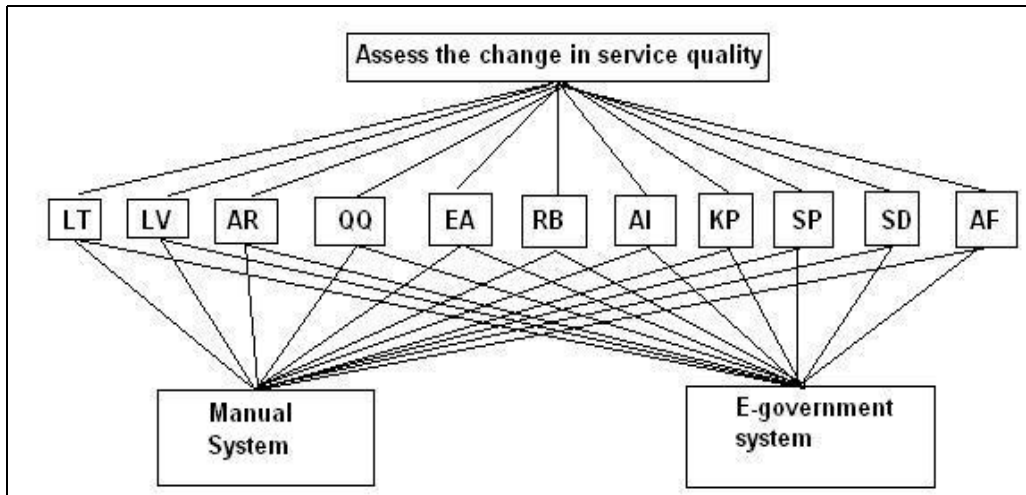 Assess the change in service quality
LT LV AR QQ EA RB AI KP SP SD AF
Manual
System
E-government
system